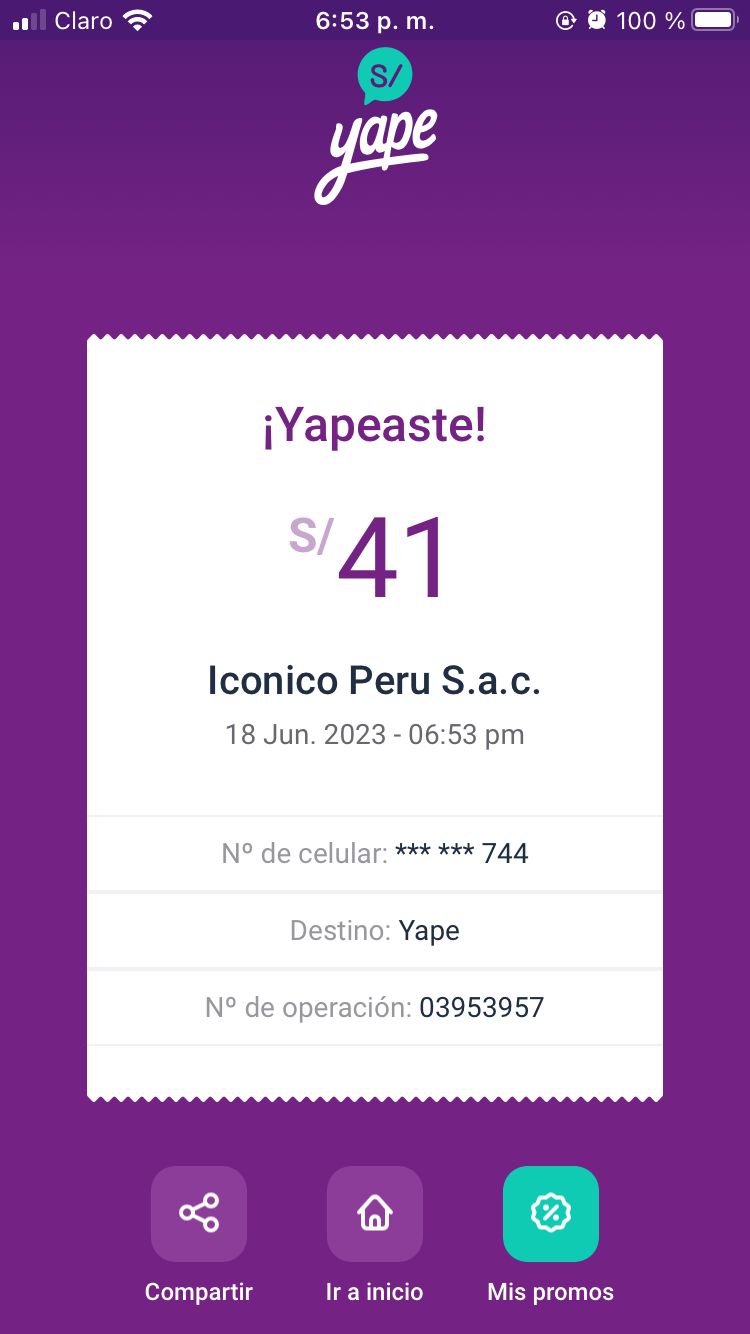 Claro 6:53 p. m. 100 %
S/
yape
¡Yapeaste!
S/ 41
Iconico Peru S.a.c.
18 Jun. 2023 - 06:53 pm
Nº de celular: *** *** 744
Destino: Yape
Nº de operación: 03953957
Compartir Ir a inicio Mis promos